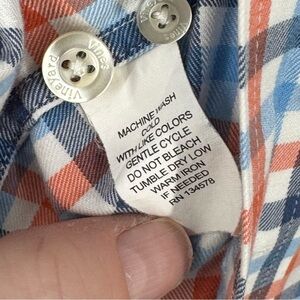 Vineyard Vines
Vines
MACHINE WASH
COLD
WITH LIKE COLORS
GENTLE CYCLE
DO NOT BLEACH
TUMBLE DRY LOW
WARM IRON
IF NEEDED
RN 134578